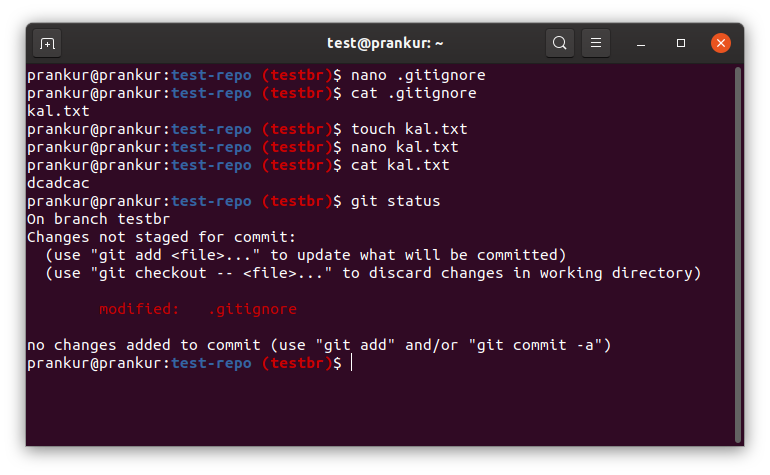 test@prankur: ~
prankur@prankur:test-repo (testbr)$ nano .gitignore
prankur@prankur:test-repo (testbr)$ cat .gitignore
kal.txt
prankur@prankur:test-repo (testbr)$ touch kal.txt
prankur@prankur:test-repo (testbr)$ nano kal.txt
prankur@prankur:test-repo (testbr)$ cat kal.txt
dcadcac
prankur@prankur:test-repo (testbr)$ git status
On branch testbr
Changes not staged for commit:
  (use "git add <file>..." to update what will be committed)
  (use "git checkout -- <file>..." to discard changes in working directory)
        modified:   .gitignore
no changes added to commit (use "git add" and/or "git commit -a")
prankur@prankur:test-repo (testbr)$